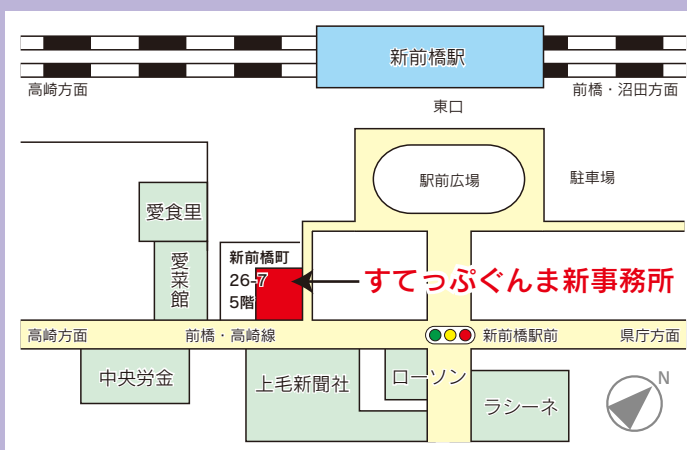 新前橋駅
高崎方面
前橋・沼田方面
東口
駅前広場
駐車場
愛食里
愛菜館
新前橋町
26-7
5階
すてっぷぐんま新事務所
高崎方面
前橋・高崎線
新前橋駅前
県庁方面
中央労金
上毛新聞社
ローソン
ラシーネ
N